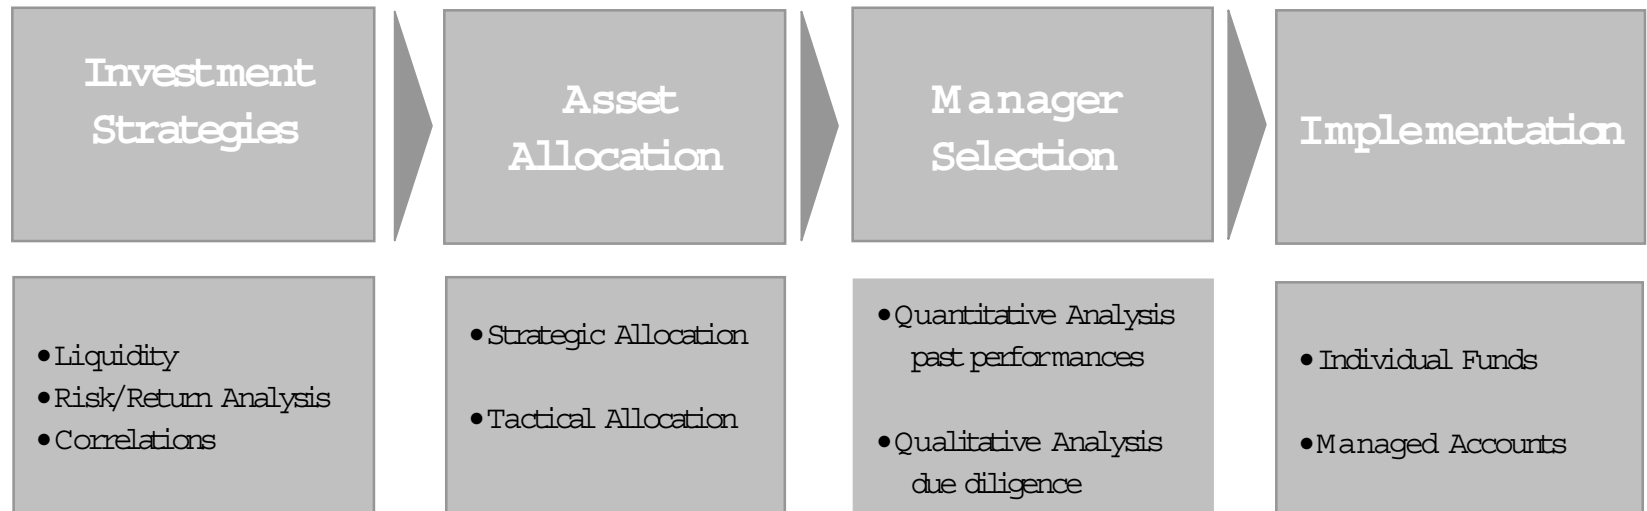 Investment
Strategies
Asset
Allocation
Manager
Selection
Implementation
•Liquidity
•Risk/Return Analysis
•Correlations
•Strategic Allocation
•Tactical Allocation
•Quantitative Analysis
past performances
•Qualitative Analysis
due diligence
•Individual Funds
•Managed Accounts